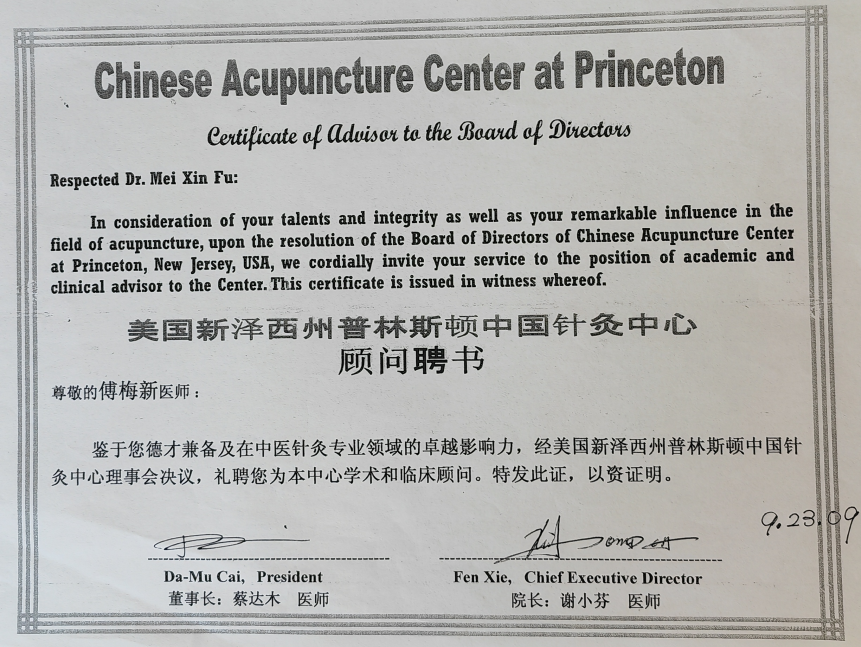 Chinese Acupuncture Center at Princeton
Certificate of Advisor to the Board of Directors
Respected Dr. Mei Xin Fu:
In consideration of your talents and integrity as well as your remarkable influence in the
field of acupuncture, upon the resolution of the Board of Directors of Chinese Acupuncture Center
at Princeton, New Jersey, USA, we cordially invite your service to the position of academic and
clinical advisor to the Center. This certificate is issued in witness whereof.
美国新泽西州普林斯顿中国针灸中心
顾问聘书
尊敬的傅梅新医师：
鉴于您德才兼备及在中医针灸专业领域的卓越影响力，经美国新泽西州普林斯顿中国针
灸中心理事会决议，礼聘您为本中心学术和临床顾问。特发此证，以资证明。
9.23.09
Da-Mu Cai, President
Fen Xie, Chief Executive Director
董事长：蔡达木 医师
院长：谢小芬 医师